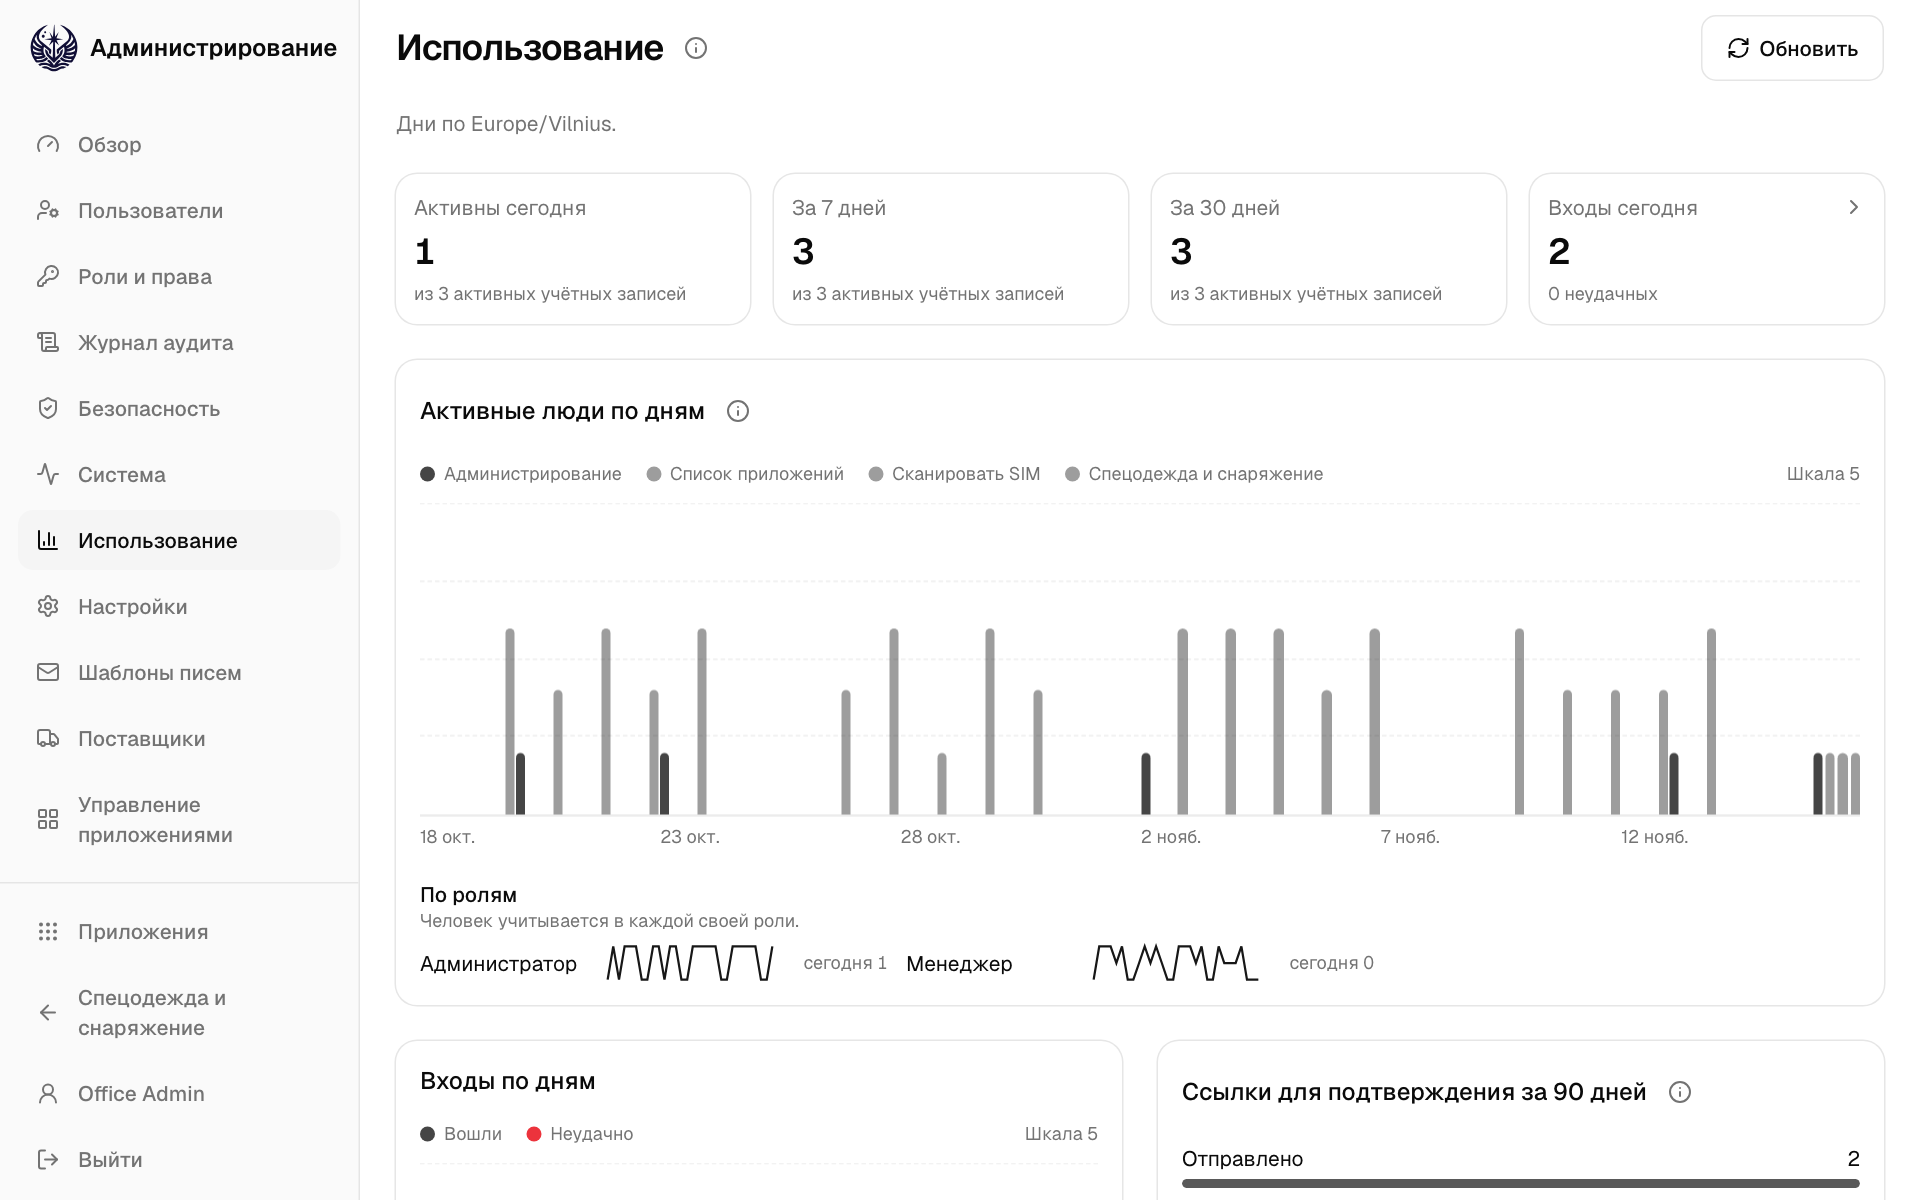 Администрирование
Обзор
Пользователи
Роли и права
Журнал аудита
Безопасность
Система
Использование
Настройки
Шаблоны писем
Поставщики
Управление
приложениями
Приложения
Спецодежда и
снаряжение
Office Admin
Выйти
Использование
Обновить
Дни по Europe/Vilnius.
Активны сегодня
1
из 3 активных учётных записей
За 7 дней
3
из 3 активных учётных записей
За 30 дней
3
из 3 активных учётных записей
Входы сегодня
2
0 неудачных
Активные люди по дням
Администрирование Список приложений Сканировать SIM Спецодежда и снаряжение Шкала 5
18 окт. 23 окт. 28 окт. 2 нояб. 7 нояб. 12 нояб.
По ролям
Человек учитывается в каждой своей роли.
Администратор сегодня 1 Менеджер сегодня 0
Входы по дням
Вошли Неудачно Шкала 5
Ссылки для подтверждения за 90 дней
Отправлено 2